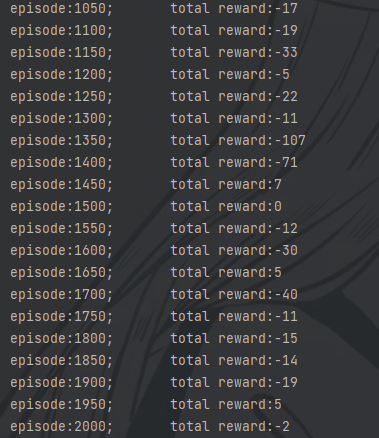 episode:1050; total reward:-17
episode:1100; total reward:-19
episode:1150; total reward:-33
episode:1200; total reward:-5
episode:1250; total reward:-22
episode:1300; total reward:-11
episode:1350; total reward:-107
episode:1400; total reward:-71
episode:1450; total reward:7
episode:1500; total reward:0
episode:1550; total reward:-12
episode:1600; total reward:-30
episode:1650; total reward:5
episode:1700; total reward:-40
episode:1750; total reward:-11
episode:1800; total reward:-15
episode:1850; total reward:-14
episode:1900; total reward:-19
episode:1950; total reward:5
episode:2000; total reward:-2